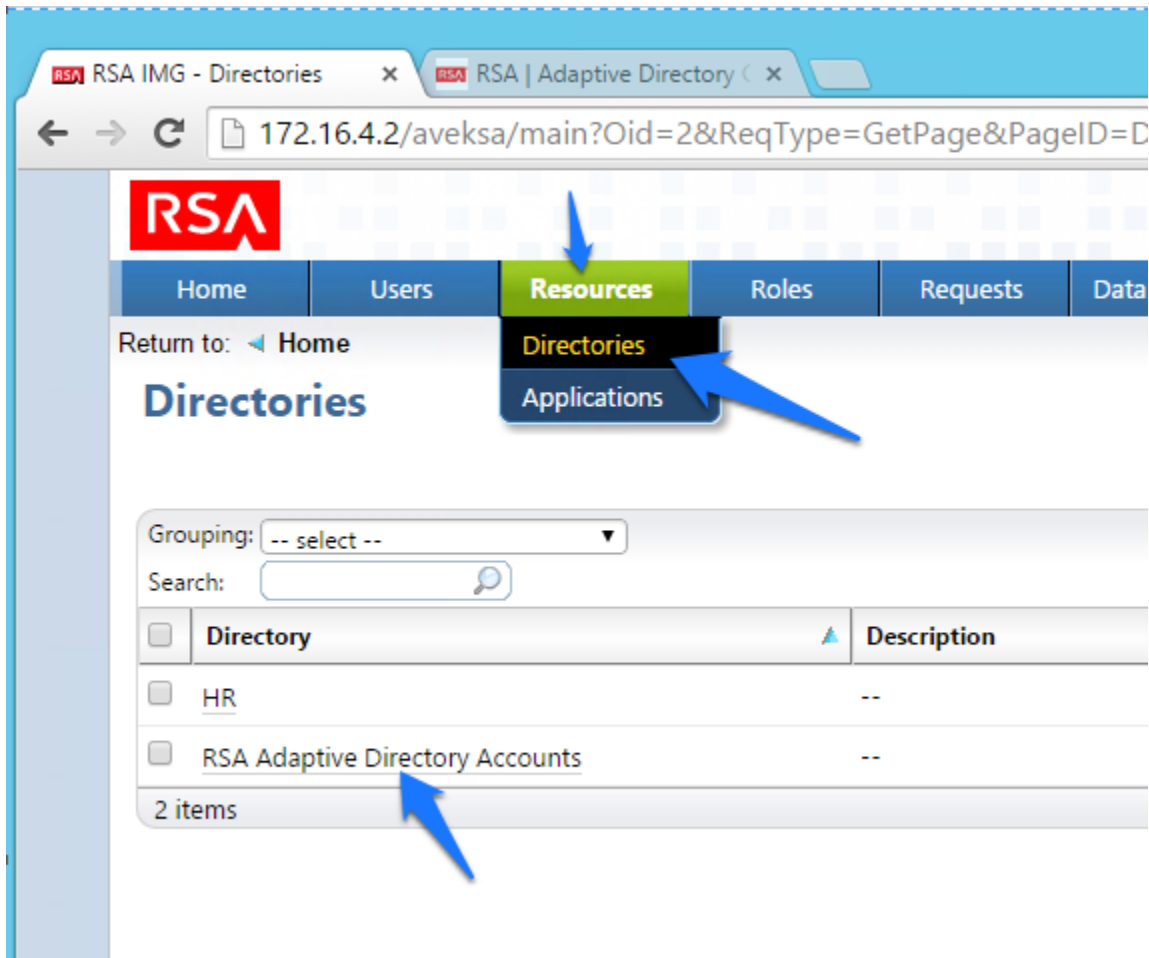 RSA RSA IMG - Directories × RSA RSA | Adaptive Directory C ×
172.16.4.2/aveksa/main?Oid=2&ReqType=GetPage&PageID=D
RSA
Home Users Resources Roles Requests Data
Return to: Home
Directories
Applications
Directories
Grouping: -- select --
Search:
Directory Description
HR --
RSA Adaptive Directory Accounts --
2 items